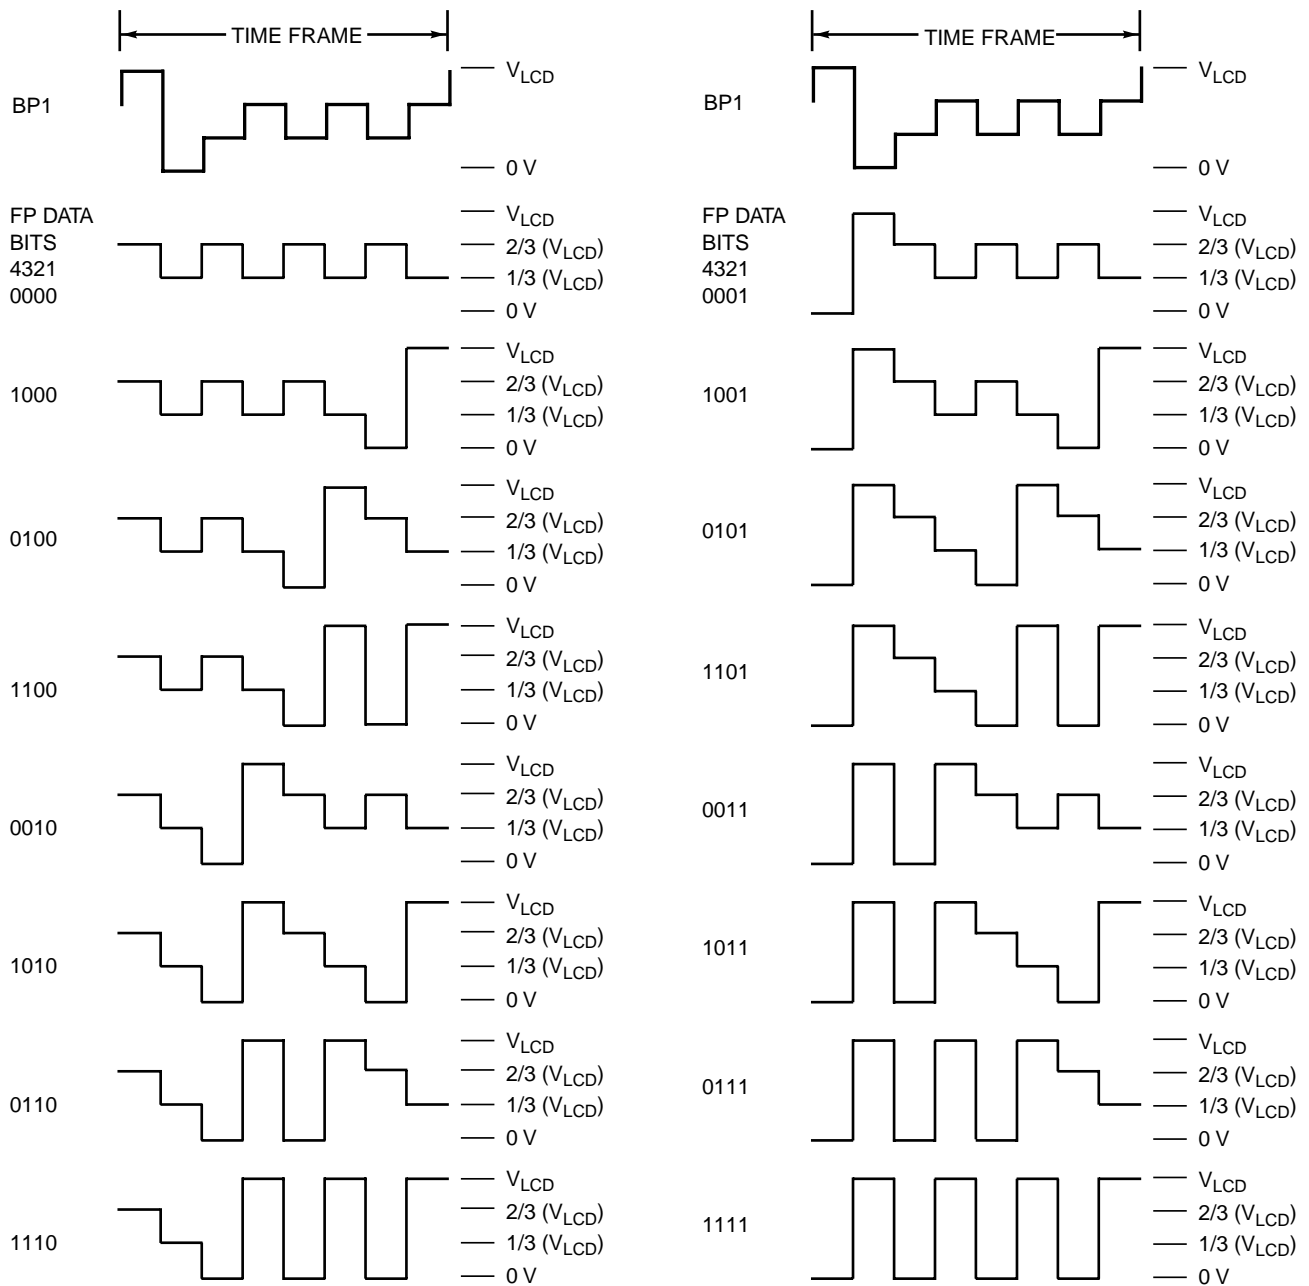 TIME FRAME
BP1
V_LCD
0 V
FP DATA
BITS
4321
0000
V_LCD
2/3 (V_LCD)
1/3 (V_LCD)
0 V
1000
V_LCD
2/3 (V_LCD)
1/3 (V_LCD)
0 V
0100
V_LCD
2/3 (V_LCD)
1/3 (V_LCD)
0 V
1100
V_LCD
2/3 (V_LCD)
1/3 (V_LCD)
0 V
0010
V_LCD
2/3 (V_LCD)
1/3 (V_LCD)
0 V
1010
V_LCD
2/3 (V_LCD)
1/3 (V_LCD)
0 V
0110
V_LCD
2/3 (V_LCD)
1/3 (V_LCD)
0 V
1110
V_LCD
2/3 (V_LCD)
1/3 (V_LCD)
0 V
TIME FRAME
BP1
V_LCD
0 V
FP DATA
BITS
4321
0001
V_LCD
2/3 (V_LCD)
1/3 (V_LCD)
0 V
1001
V_LCD
2/3 (V_LCD)
1/3 (V_LCD)
0 V
0101
V_LCD
2/3 (V_LCD)
1/3 (V_LCD)
0 V
1101
V_LCD
2/3 (V_LCD)
1/3 (V_LCD)
0 V
0011
V_LCD
2/3 (V_LCD)
1/3 (V_LCD)
0 V
1011
V_LCD
2/3 (V_LCD)
1/3 (V_LCD)
0 V
0111
V_LCD
2/3 (V_LCD)
1/3 (V_LCD)
0 V
1111
V_LCD
2/3 (V_LCD)
1/3 (V_LCD)
0 V